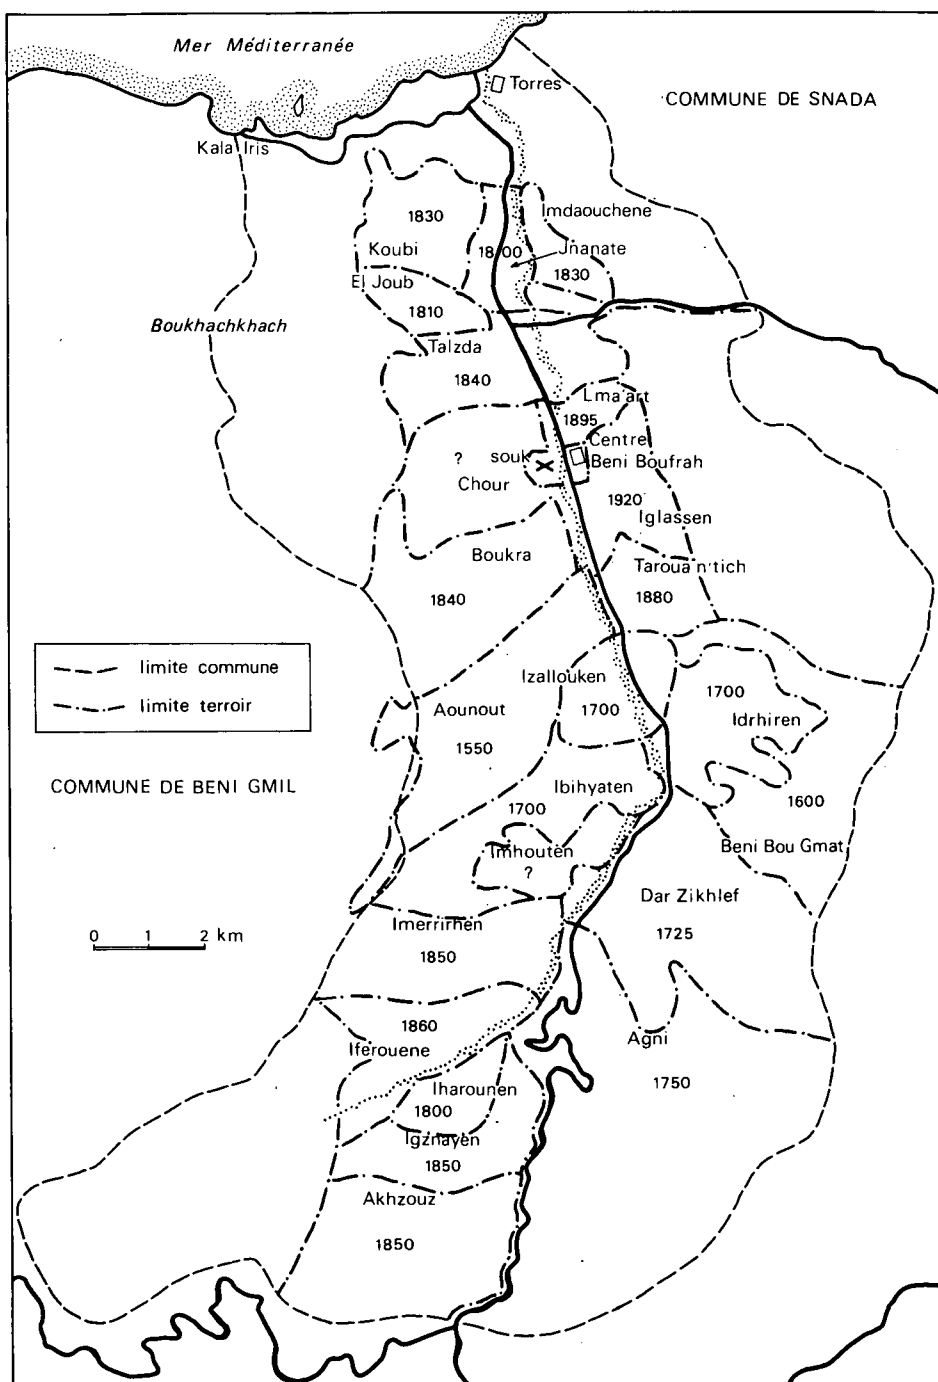 Mer Méditerranée
Torres
COMMUNE DE SNADA
Kala Iris
Imdaouchene
1830
Koubi
1800
Jnanate
1830
El Joub
1810
Boukhachkhach
Talzda
1840
Lma'art
1895
Centre
Beni Boufrah
? souk
Chour
1920
Iglassen
Boukra
Taroua n'tich
1840
1880
limite commune
limite terroir
Izallouken
1700
Idrhiren
Aounout
1700
1550
COMMUNE DE BENI GMIL
Ibihyaten
1600
1700
Beni Bou Gmat
Imhouten
?
Dar Zikhlef
Imerrirhen
1725
0 1 2 km
1850
1860
Agni
Iferouene
1750
Iharounen
1800
Igznayen
1850
Akhzouz
1850